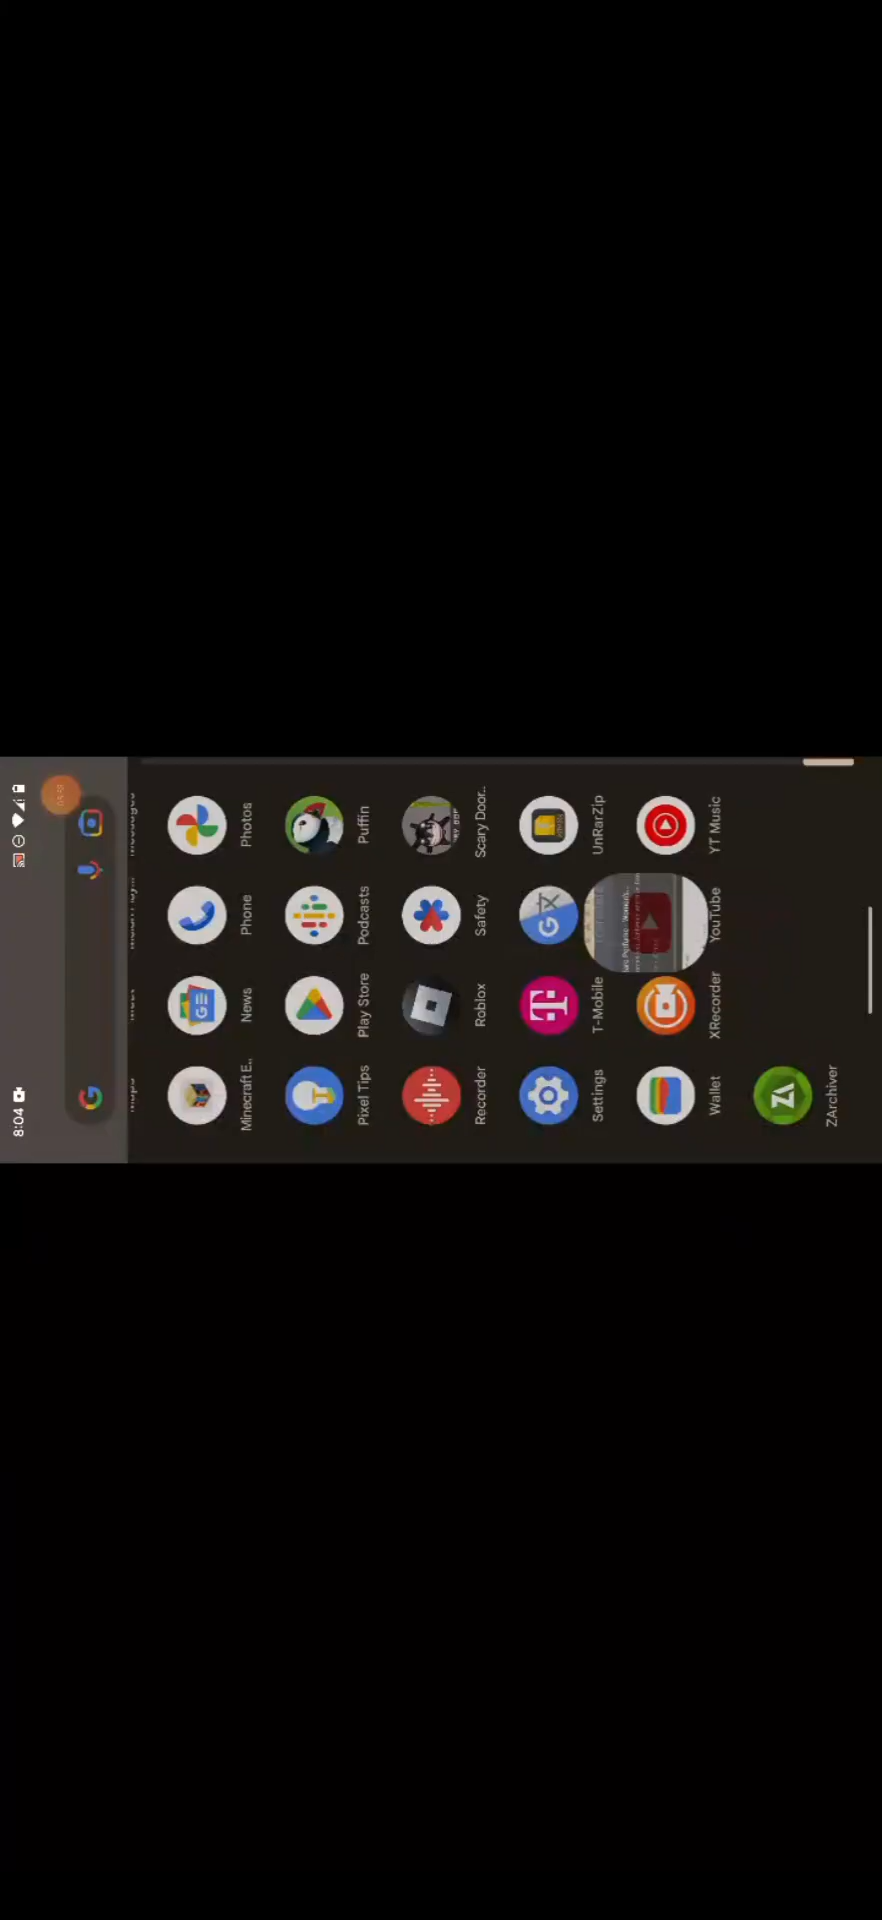 8:04
Minecraft E..
News
Phone
Photos
Pixel Tips
Play Store
Podcasts
Puffin
Recorder
Roblox
Safety
Scary Door..
Settings
T-Mobile
UnRarZip
Wallet
XRecorder
YouTube
YT Music
ZArchiver